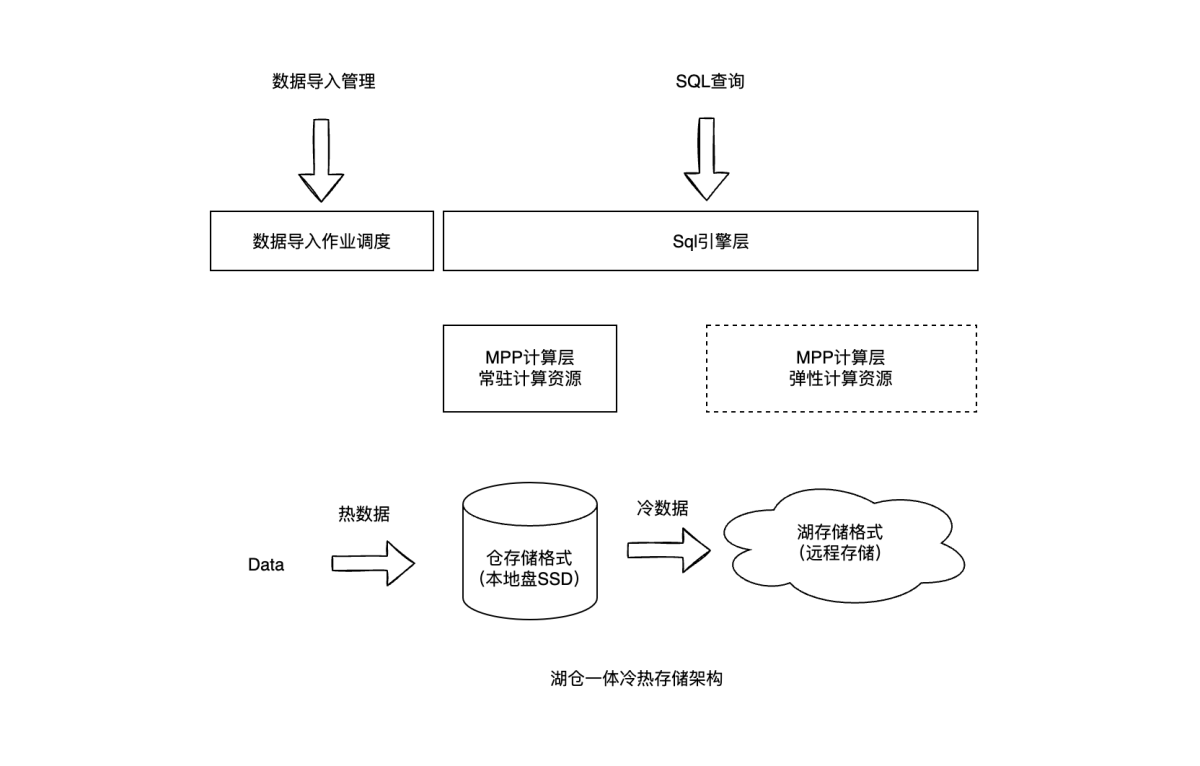 数据导入管理
SQL查询
数据导入作业调度
Sql引擎层
MPP计算层
常驻计算资源
MPP计算层
弹性计算资源
Data
热数据
仓存储格式
（本地盘SSD）
冷数据
湖存储格式
（远程存储）
湖仓一体冷热存储架构